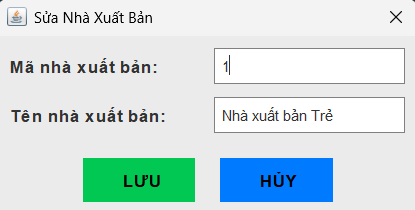 Sửa Nhà Xuất Bản
Mã nhà xuất bản: 1
Tên nhà xuất bản: Nhà xuất bản Trẻ
LƯU HỦY